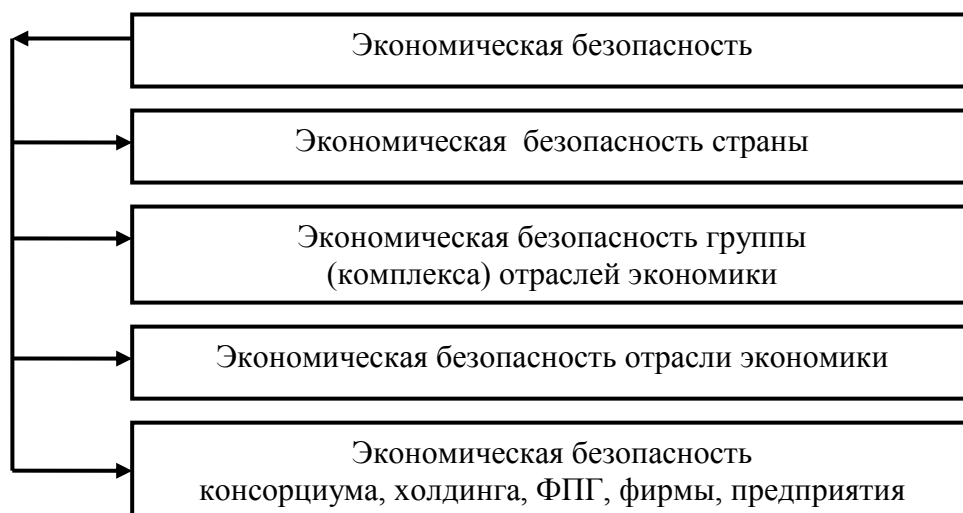 Экономическая безопасность
Экономическая безопасность страны
Экономическая безопасность группы
(комплекса) отраслей экономики
Экономическая безопасность отрасли экономики
Экономическая безопасность
консорциума, холдинга, ФПГ, фирмы, предприятия